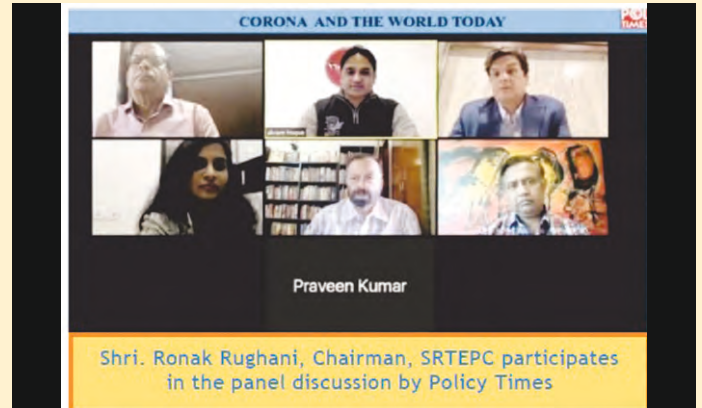 CORONA AND THE WORLD TODAY
TIMES
Praveen Kumar
Shri. Ronak Rughani, Chairman, SRTEPC participates
in the panel discussion by Policy Times